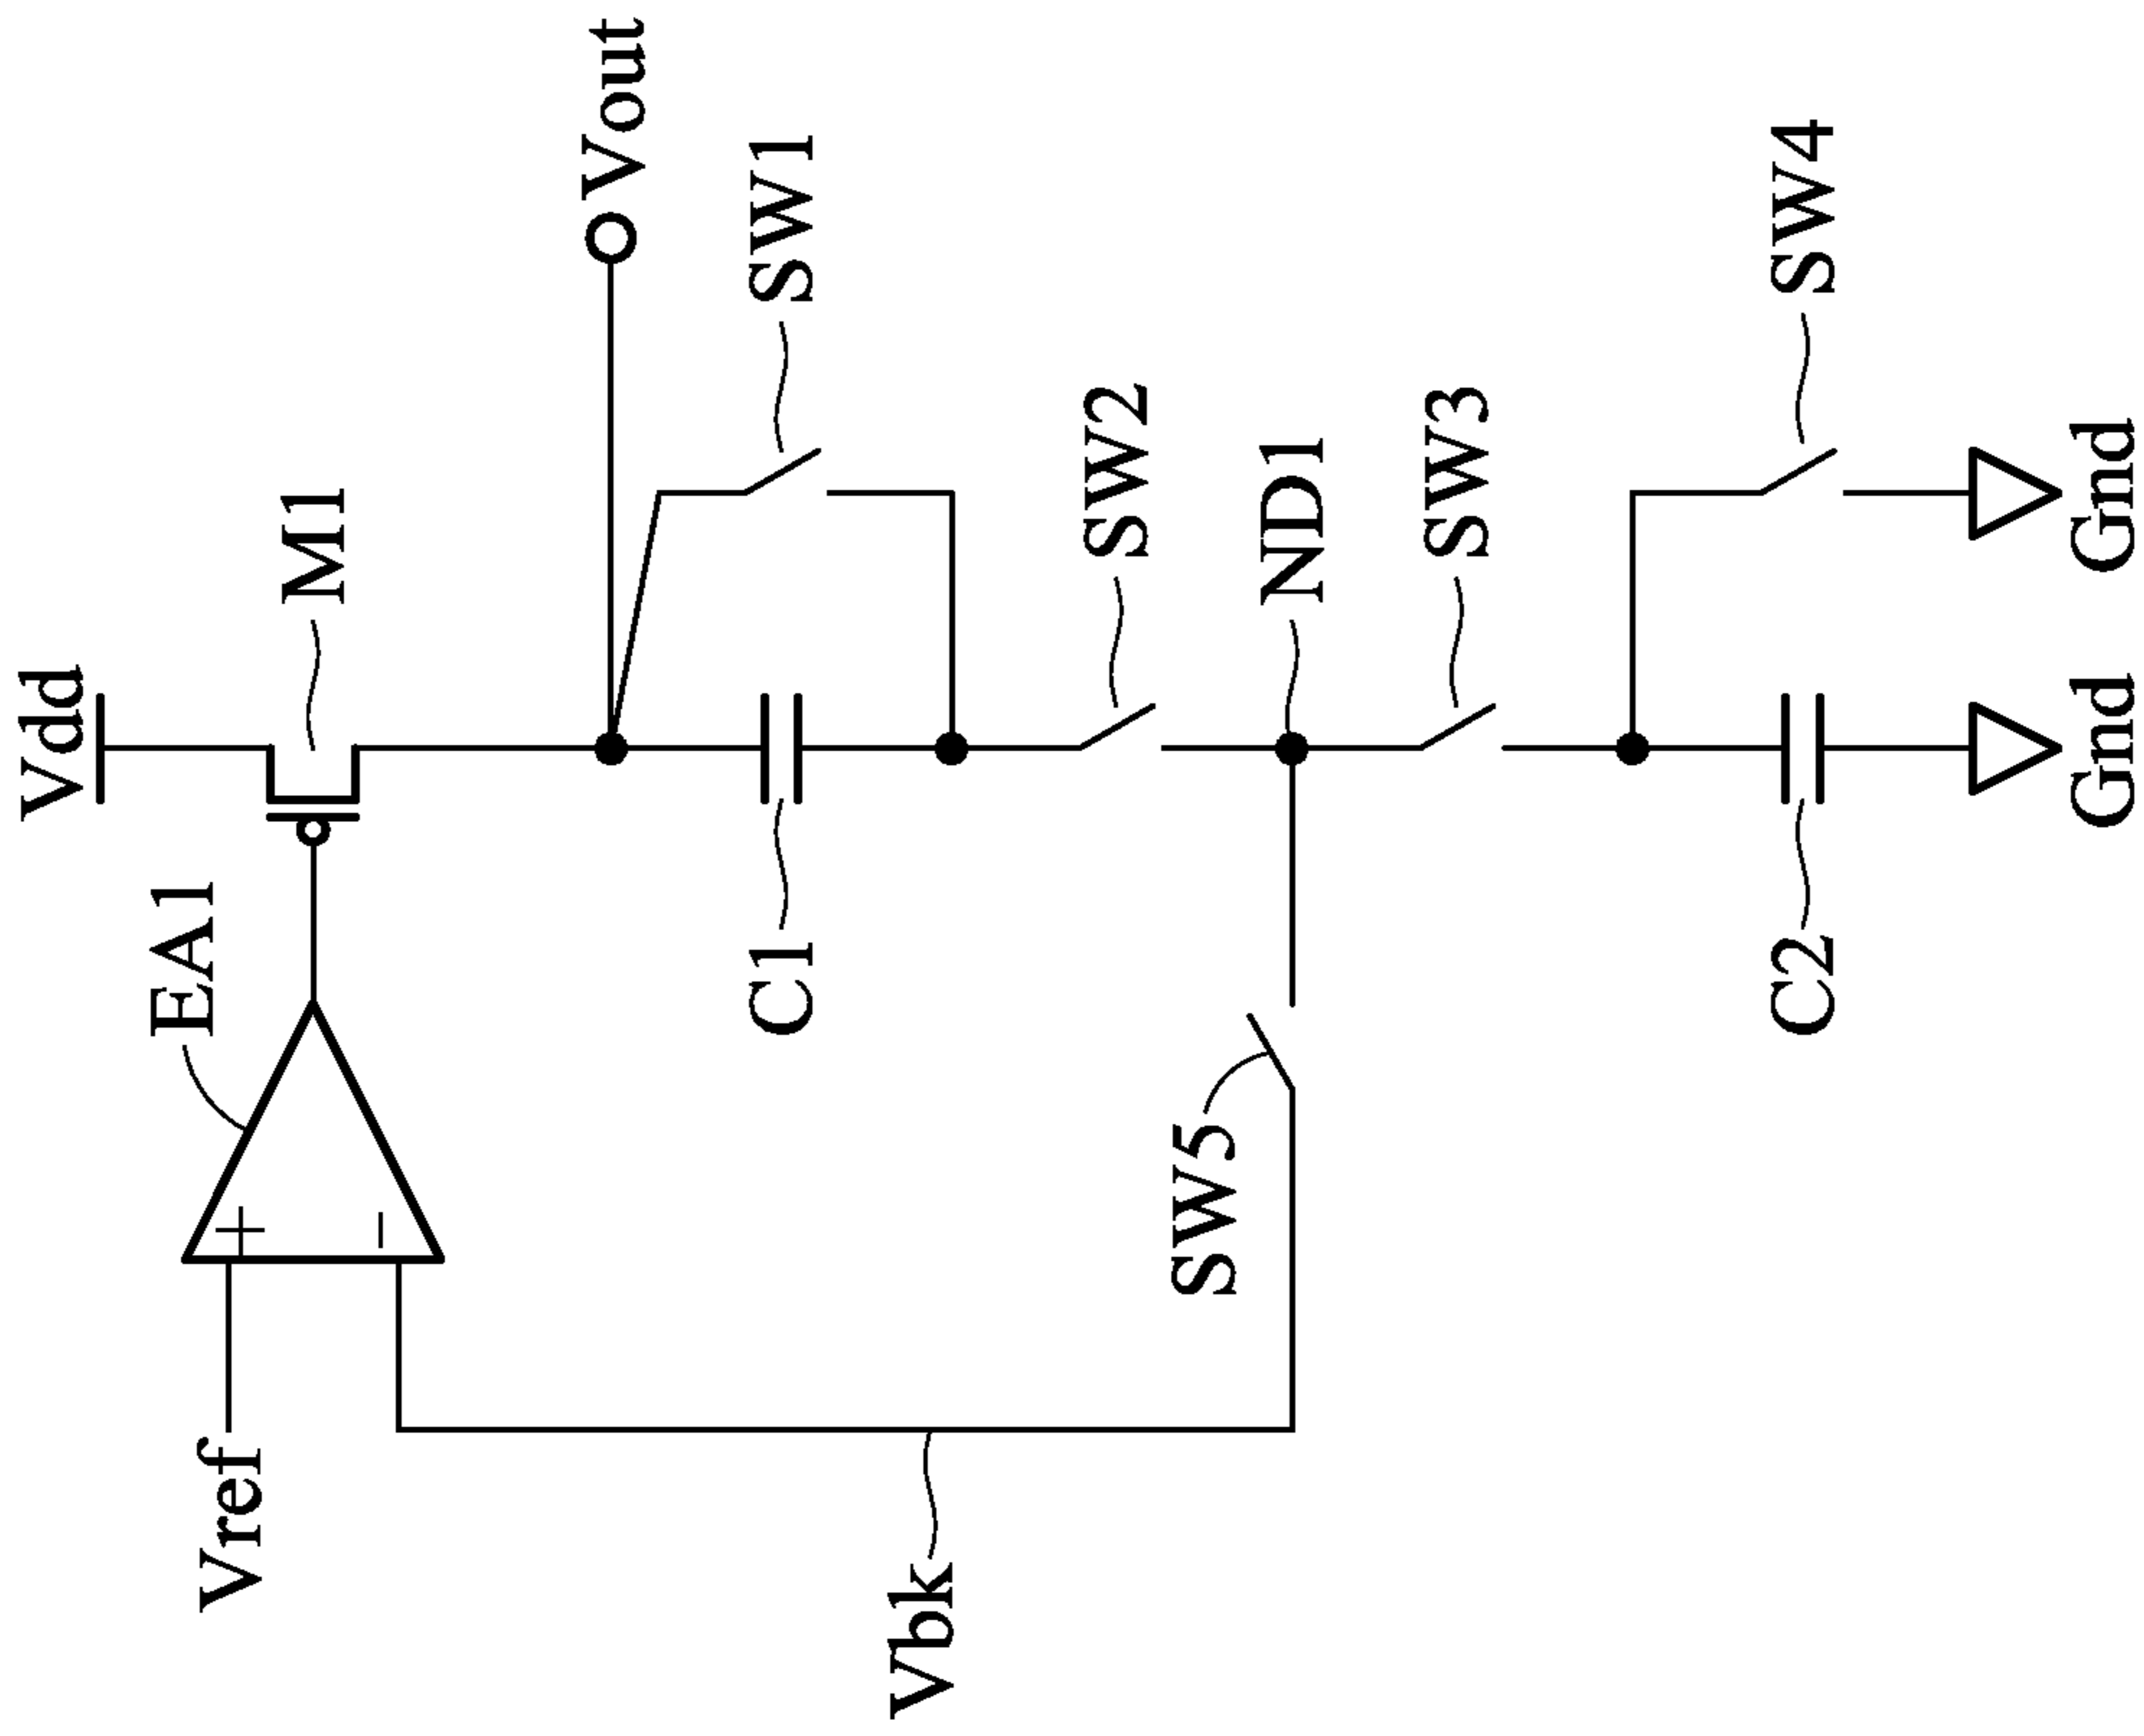 Vdd
M1
Vout
EA1
+
−
Vref
SW1
C1
SW2
ND1
SW5
Vbk
SW3
SW4
C2
Gnd
Gnd